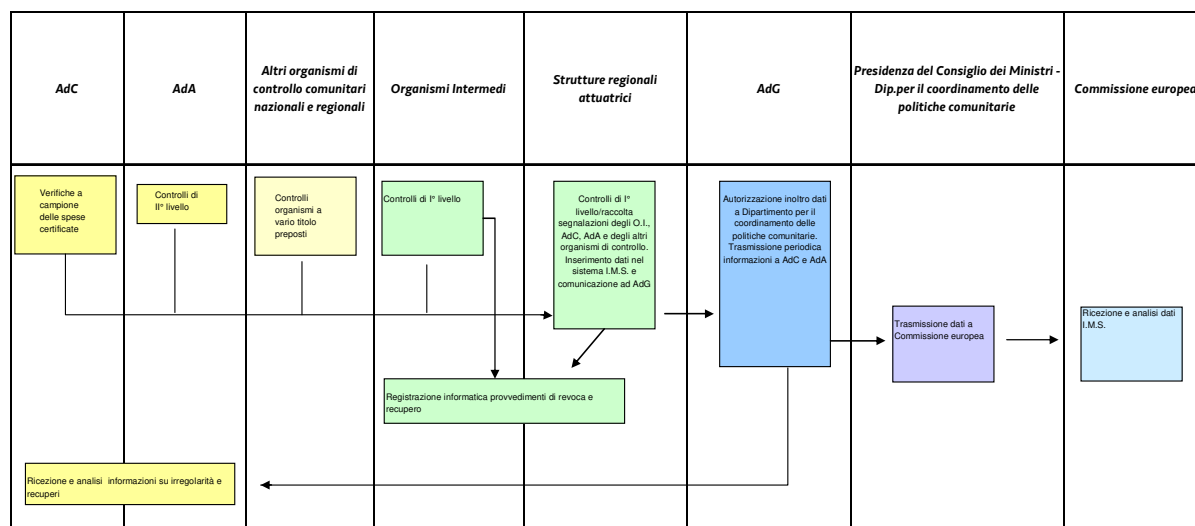 AdC
AdA
Altri organismi di
controllo comunitari
nazionali e regionali
Organismi Intermedi
Strutture regionali
attuatrici
AdG
Presidenza del Consiglio dei Ministri -
Dip.per il coordinamento delle
politiche comunitarie
Commissione europea
Verifiche a
campione
delle spese
certificate
Controlli di
II° livello
Controlli
organismi a
vario titolo
preposti
Controlli di I° livello
Controlli di I°
livello/raccolta
segnalazioni degli O.I.,
AdC, AdA e degli altri
organismi di controllo.
Inserimento dati nel
sistema I.M.S. e
comunicazione ad AdG
Autorizzazione inoltro dati
a Dipartimento per il
coordinamento delle
politiche comunitarie.
Trasmissione periodica
informazioni a AdC e AdA
Trasmissione dati a
Commissione europea
Ricezione e analisi dati
I.M.S.
Registrazione informatica provvedimenti di revoca e
recupero
Ricezione e analisi informazioni su irregolarità e
recuperi